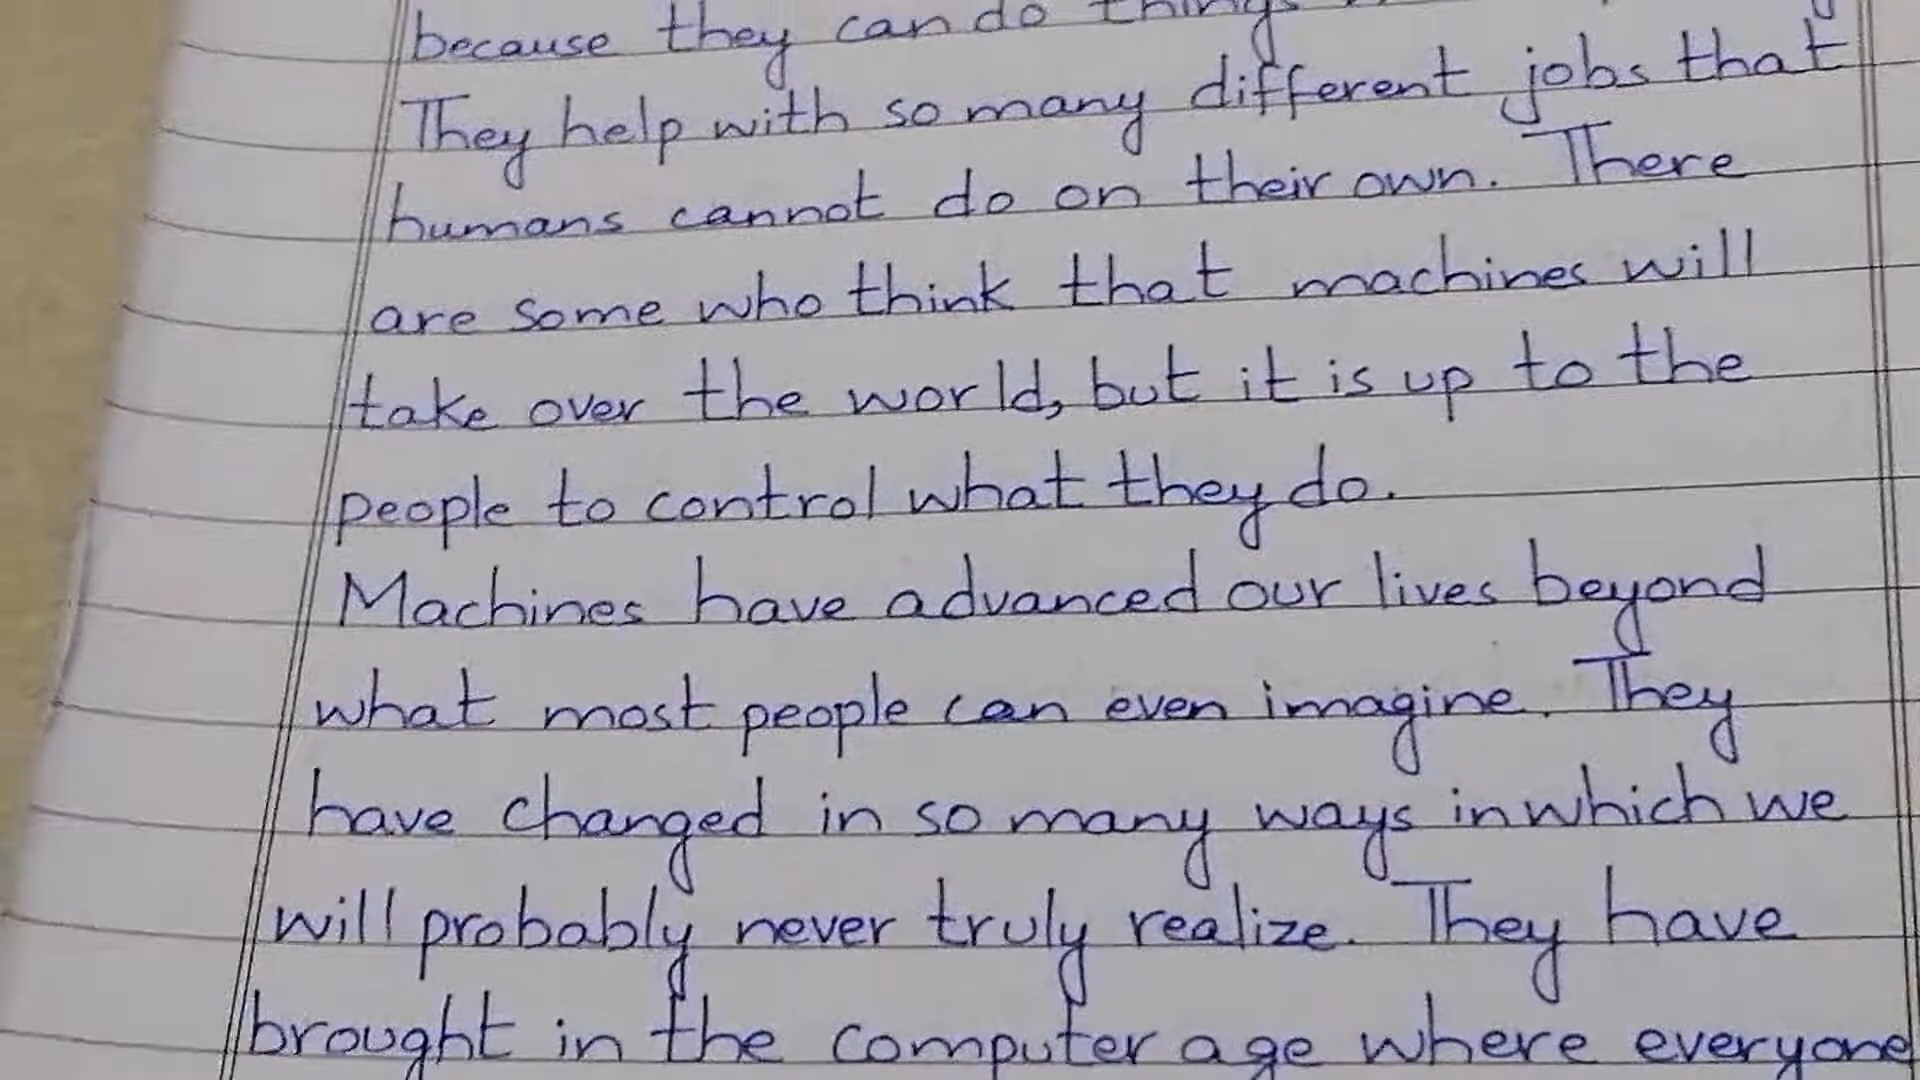 because they can do things
They help with so many different jobs that
humans cannot do on their own. There
are some who think that machines will
take over the world, but it is up to the
people to control what they do.
Machines have advanced our lives beyond
what most people can even imagine. They
have changed in so many ways in which we
will probably never truly realize. They have
brought in the computer age where everyone